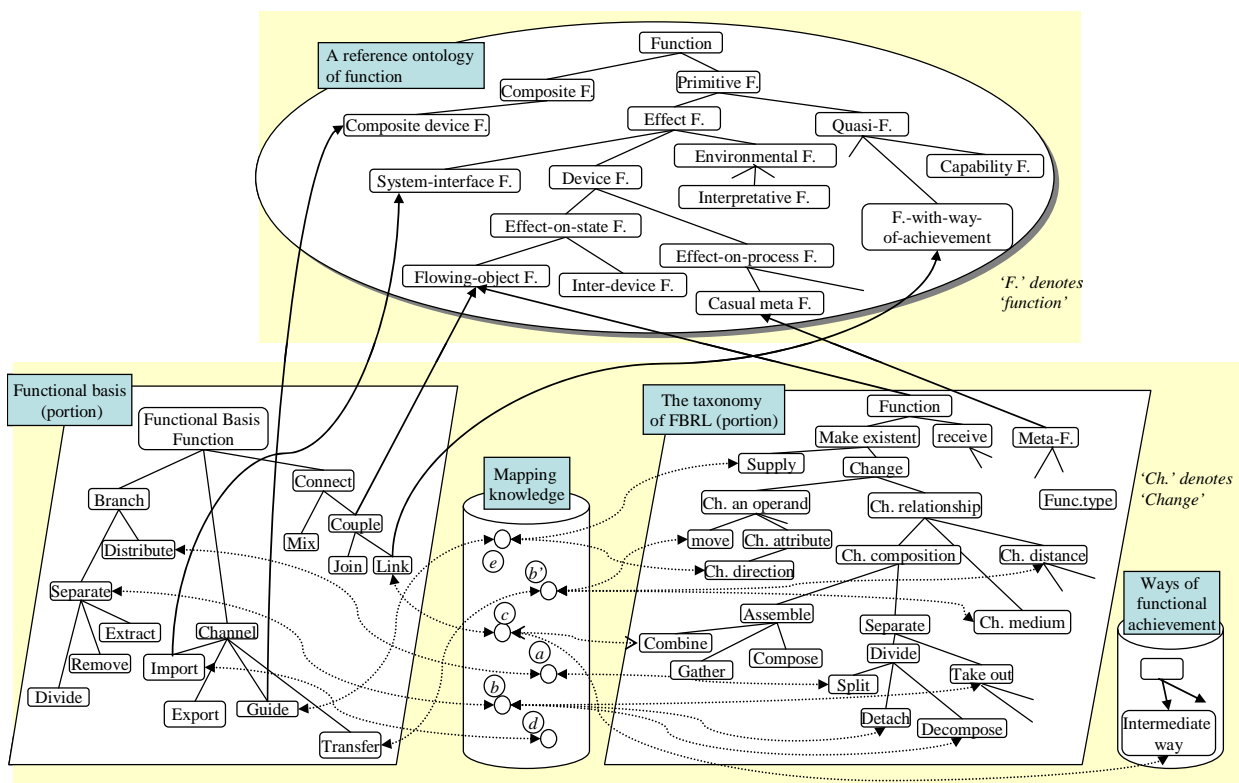 A reference ontology
of function
Function
Composite F.
Primitive F.
Composite device F.
Effect F.
Quasi-F.
System-interface F.
Device F.
Environmental F.
Capability F.
Interpretative F.
Effect-on-state F.
F.-with-way-
of-achievement
Effect-on-process F.
Flowing-object F.
Inter-device F.
Casual meta F.
‘F.’ denotes
‘function’
Functional basis
(portion)
Functional Basis
Function
Branch
Connect
Distribute
Mix
Couple
Join
Link
Separate
Extract
Remove
Divide
Channel
Import
Export
Guide
Transfer
Mapping
knowledge
e
b’
c
a
b
d
The taxonomy
of FBRL (portion)
Function
Make existent
receive
Meta-F.
Supply
Change
Func.type
Ch. an operand
Ch. relationship
move
Ch. attribute
Ch. direction
Ch. composition
Ch. distance
Ch. medium
Assemble
Combine
Gather
Compose
Separate
Divide
Take out
Split
Detach
Decompose
‘Ch.’ denotes
‘Change’
Ways of
functional
achievement
Intermediate
way